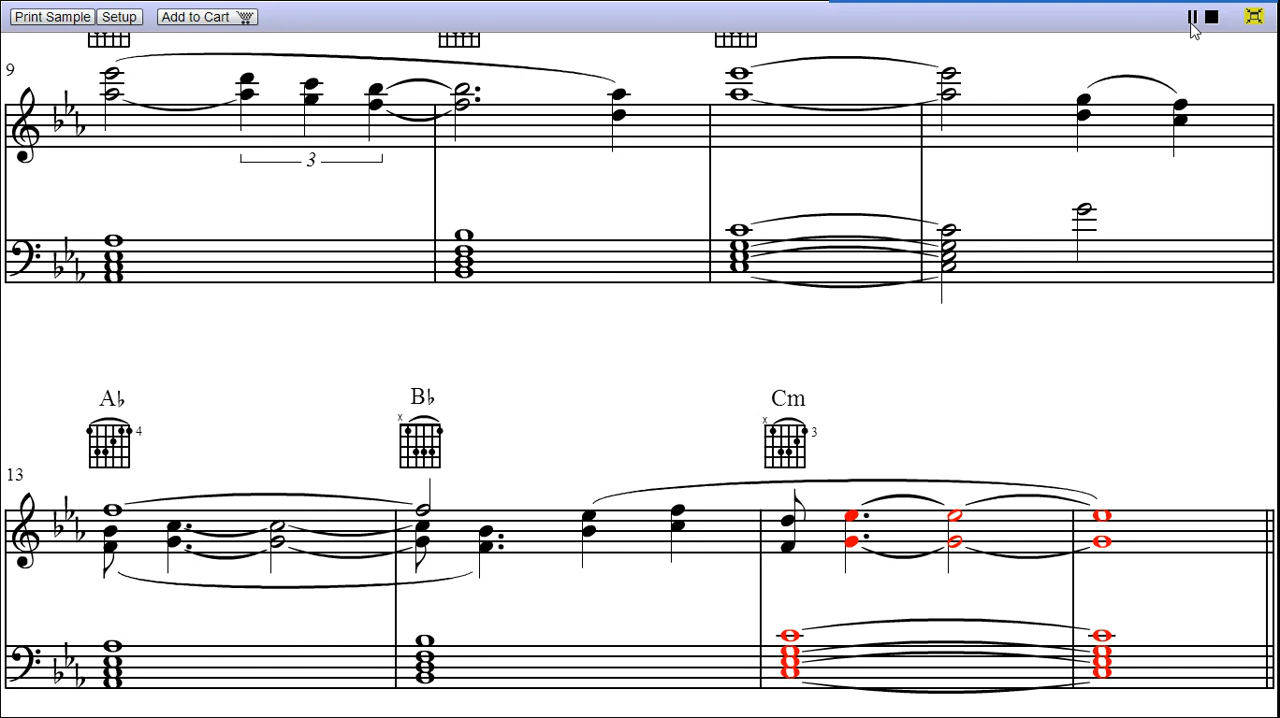 Print Sample Setup Add to Cart
9
3
A♭ B♭ Cm
4 x x 3
13